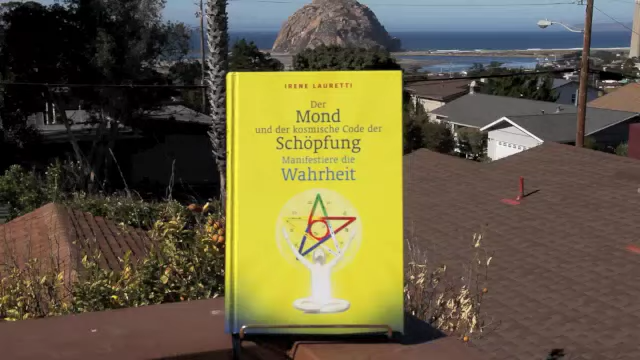 IRENE LAURETTI
Der
Mond
und der kosmische Code der
Schöpfung
Manifestiere die
Wahrheit